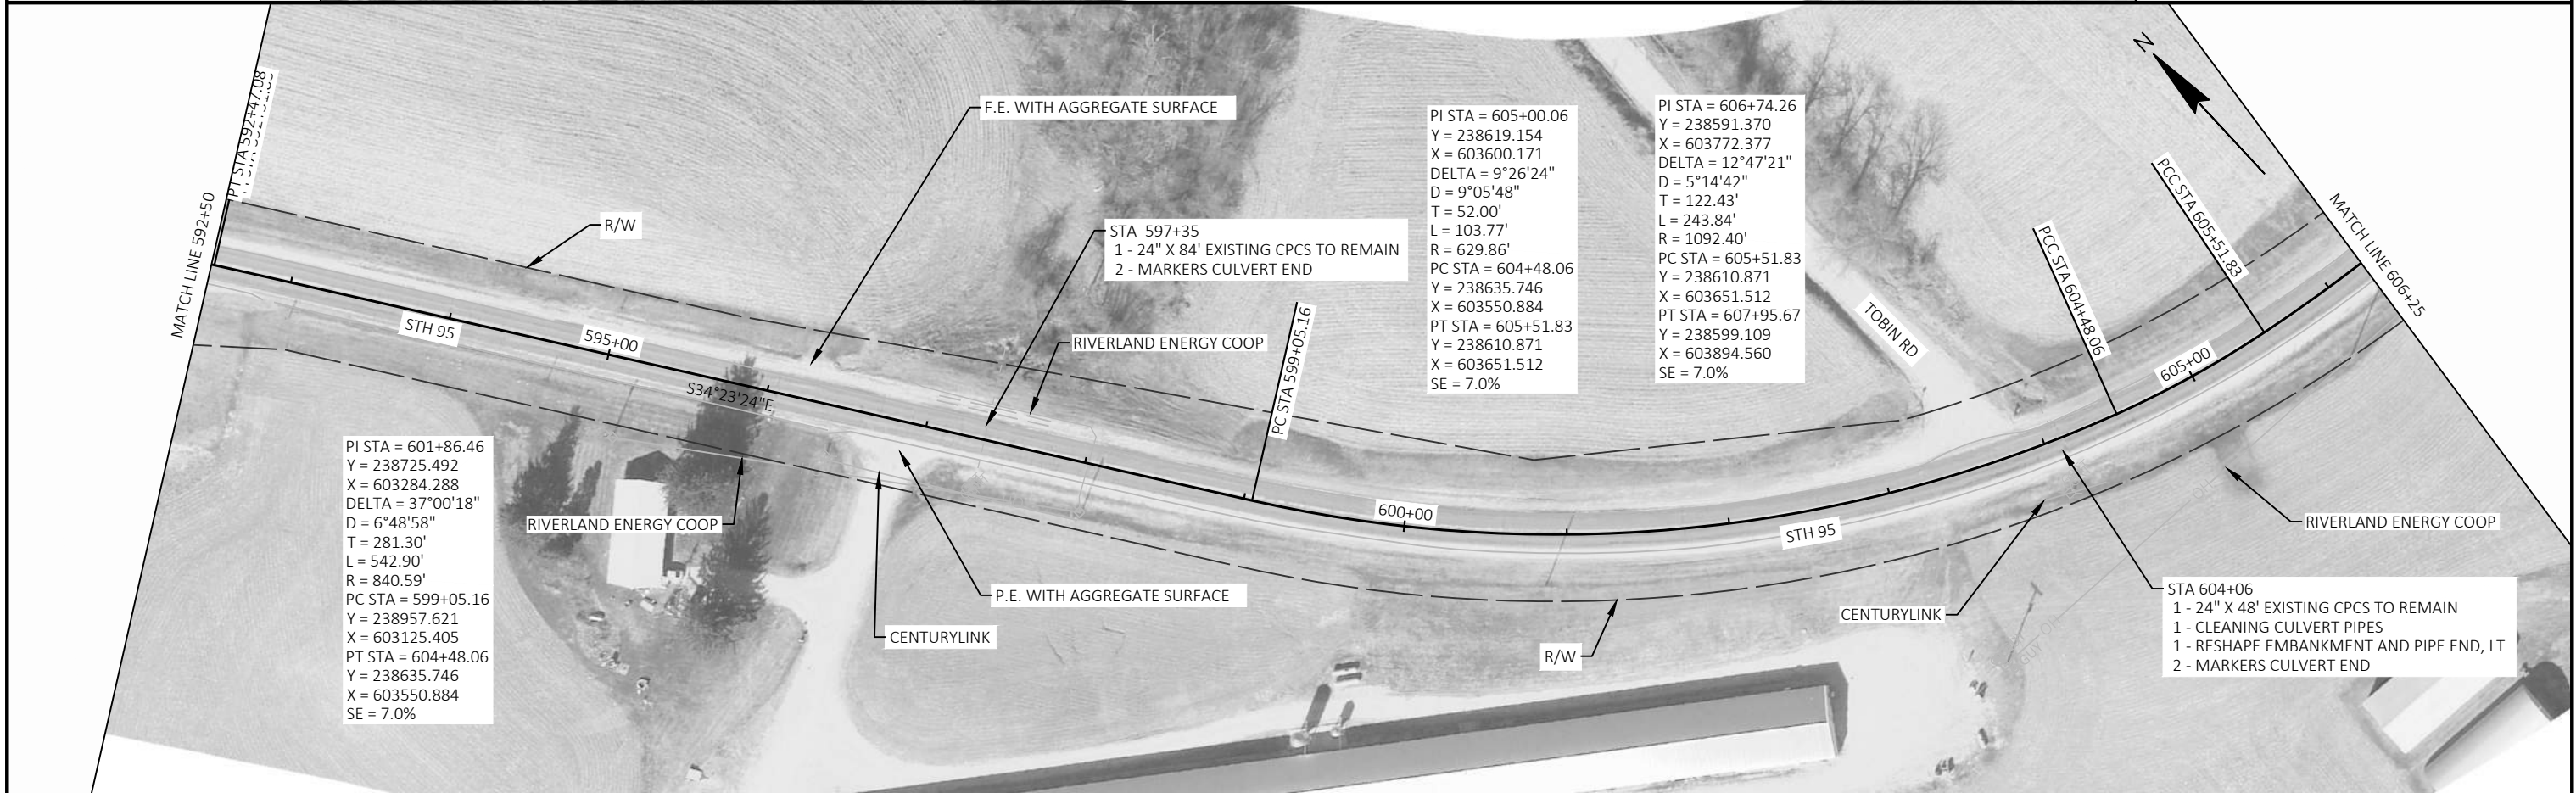 MATCH LINE 592+50
PT STA 592+47.08
R/W
F.E. WITH AGGREGATE SURFACE
STA 597+35
1 - 24" X 84' EXISTING CPCS TO REMAIN
2 - MARKERS CULVERT END
RIVERLAND ENERGY COOP
STH 95
595+00
S34°23'24"E
PI STA = 601+86.46
Y = 238725.492
X = 603284.288
DELTA = 37°00'18"
D = 6°48'58"
T = 281.30'
L = 542.90'
R = 840.59'
PC STA = 599+05.16
Y = 238957.621
X = 603125.405
PT STA = 604+48.06
Y = 238635.746
X = 603550.884
SE = 7.0%
RIVERLAND ENERGY COOP
CENTURYLINK
P.E. WITH AGGREGATE SURFACE
PC STA 599+05.16
600+00
PI STA = 605+00.06
Y = 238619.154
X = 603600.171
DELTA = 9°26'24"
D = 9°05'48"
T = 52.00'
L = 103.77'
R = 629.86'
PC STA = 604+48.06
Y = 238635.746
X = 603550.884
PT STA = 605+51.83
Y = 238610.871
X = 603651.512
SE = 7.0%
PI STA = 606+74.26
Y = 238591.370
X = 603772.377
DELTA = 12°47'21"
D = 5°14'42"
T = 122.43'
L = 243.84'
R = 1092.40'
PC STA = 605+51.83
Y = 238610.871
X = 603651.512
PT STA = 607+95.67
Y = 238599.109
X = 603894.560
SE = 7.0%
TOBIN RD
STH 95
R/W
CENTURYLINK
PCC STA 604+48.06
PCC STA 605+51.83
605+00
N
MATCH LINE 606+25
RIVERLAND ENERGY COOP
STA 604+06
1 - 24" X 48' EXISTING CPCS TO REMAIN
1 - CLEANING CULVERT PIPES
1 - RESHAPE EMBANKMENT AND PIPE END, LT
2 - MARKERS CULVERT END